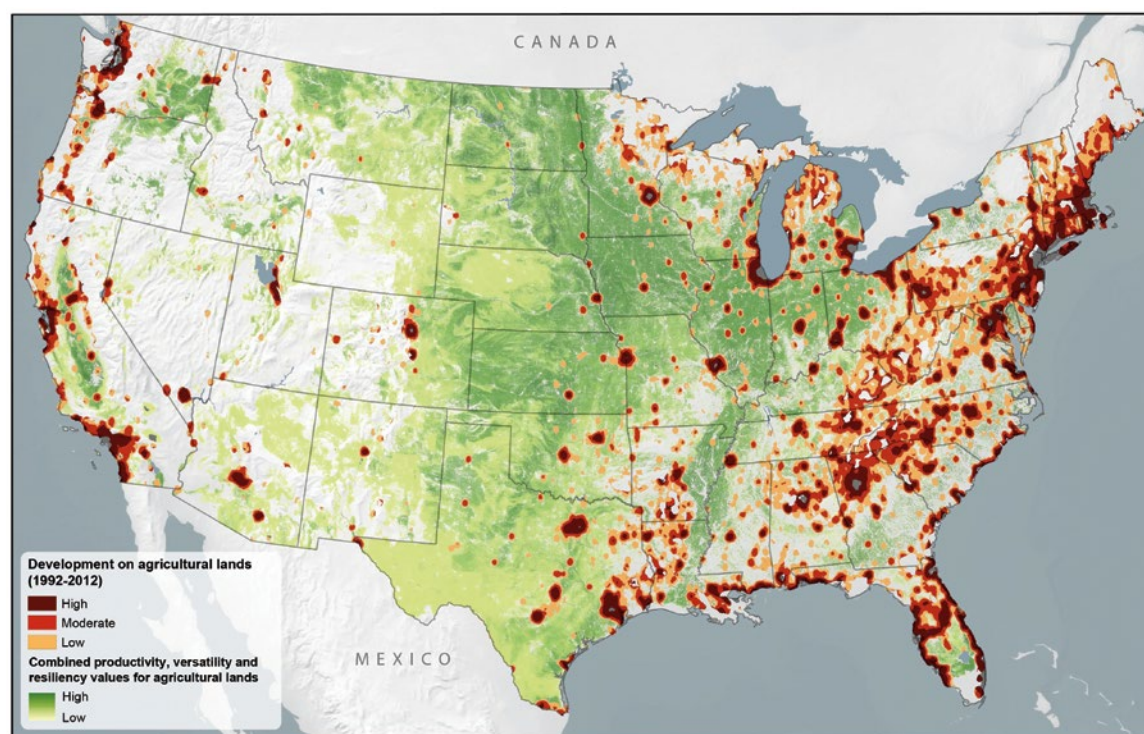 CANADA
MEXICO
Development on agricultural lands
(1992-2012)
High
Moderate
Low
Combined productivity, versatility and
resiliency values for agricultural lands
High
Low